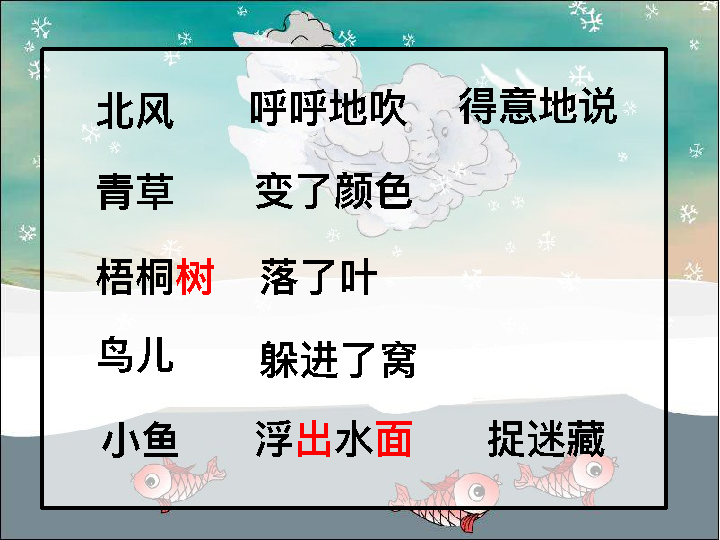 北风 呼呼地吹 得意地说
青草 变了颜色
梧桐树 落了叶
鸟儿 躲进了窝
小鱼 浮出水面 捉迷藏